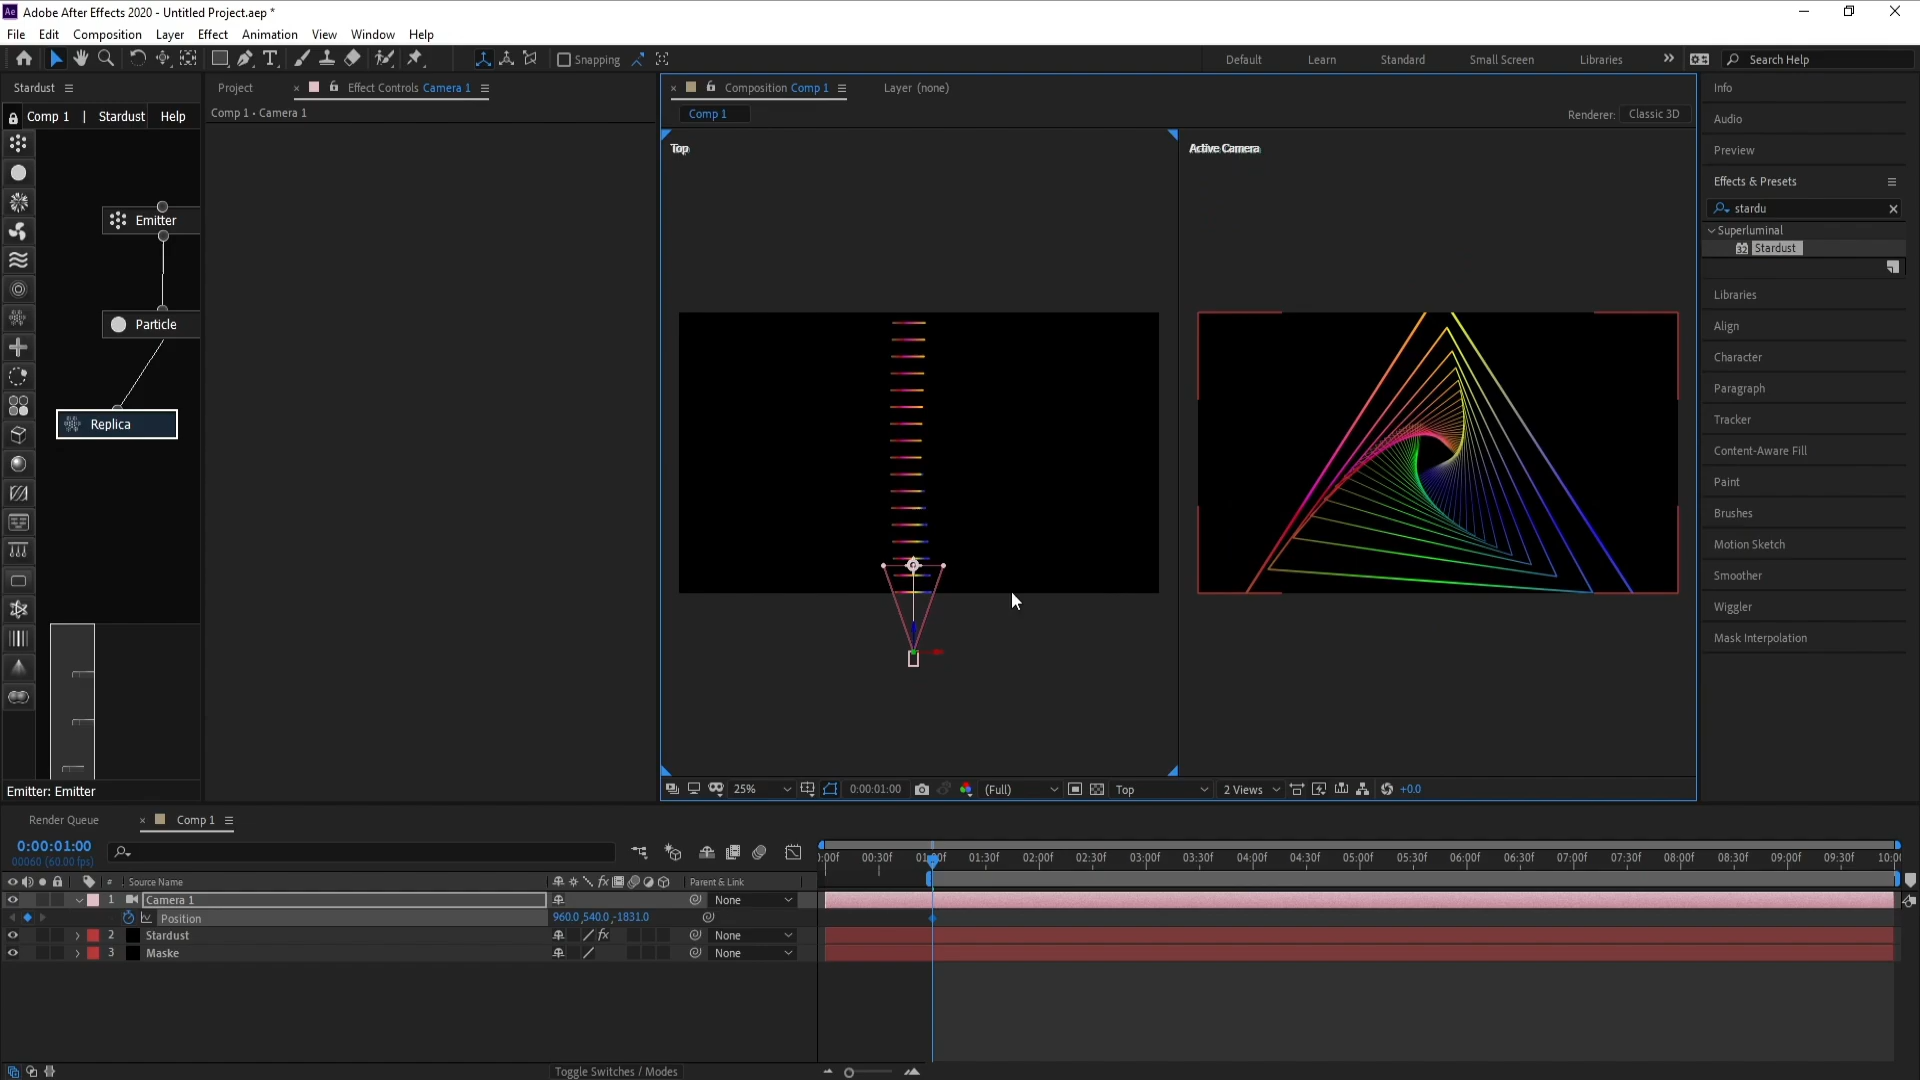 Ae Adobe After Effects 2020 - Untitled Project.aep *
File Edit Composition Layer Effect Animation View Window Help
Snapping Default Learn Standard Small Screen Libraries Search Help
Stardust Project Effect Controls Camera 1 Composition Comp 1 Layer (none) Info
Comp 1 | Stardust Help Comp 1 • Camera 1 Comp 1 Renderer: Classic 3D
Audio
Top Active Camera Preview
Effects & Presets
stardu
Emitter
Superluminal
32 Stardust
Libraries
Particle
Align
Character
Paragraph
Replica
Tracker
Content-Aware Fill
Paint
Brushes
Motion Sketch
Smoother
Wiggler
Mask Interpolation
Emitter: Emitter
25% 0:00:01:00 (Full) Top 2 Views +0.0
Render Queue Comp 1
0:00:01:00
00060 (60.00 fps)
:00f 00:30f 01:00f 01:30f 02:00f 02:30f 03:00f 03:30f 04:00f 04:30f 05:00f 05:30f 06:00f 06:30f 07:00f 07:30f 08:00f 08:30f 09:00f 09:30f 10:0
# Source Name fx Parent & Link
1 Camera 1 None
Position 960.0,540.0,-1831.0
2 Stardust fx None
3 Maske None
Toggle Switches / Modes